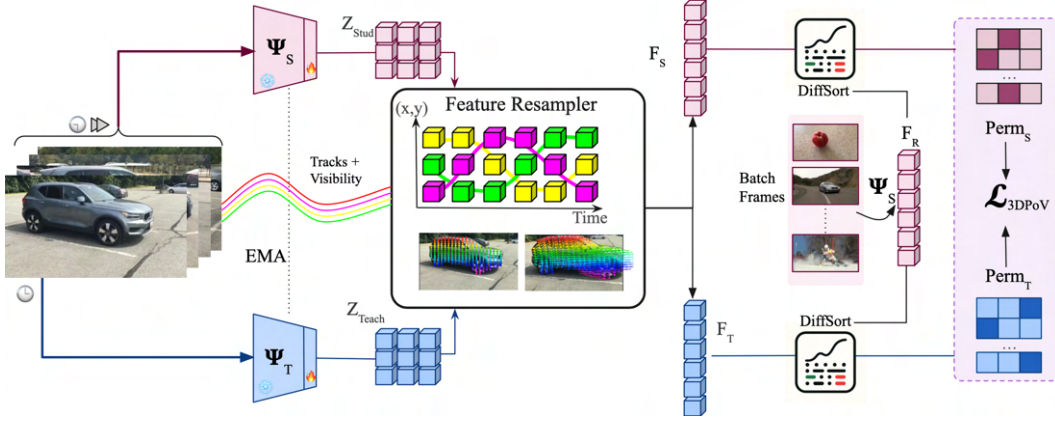 Ψ_S
Z_Stud
Feature Resampler
(x,y)
Time
Tracks +
Visibility
EMA
Z_Teach
Ψ_T
F_S
F_T
DiffSort
F_R
Batch
Frames
Ψ_S
DiffSort
...
Perm_S
ℒ_3DPoV
Perm_T
...